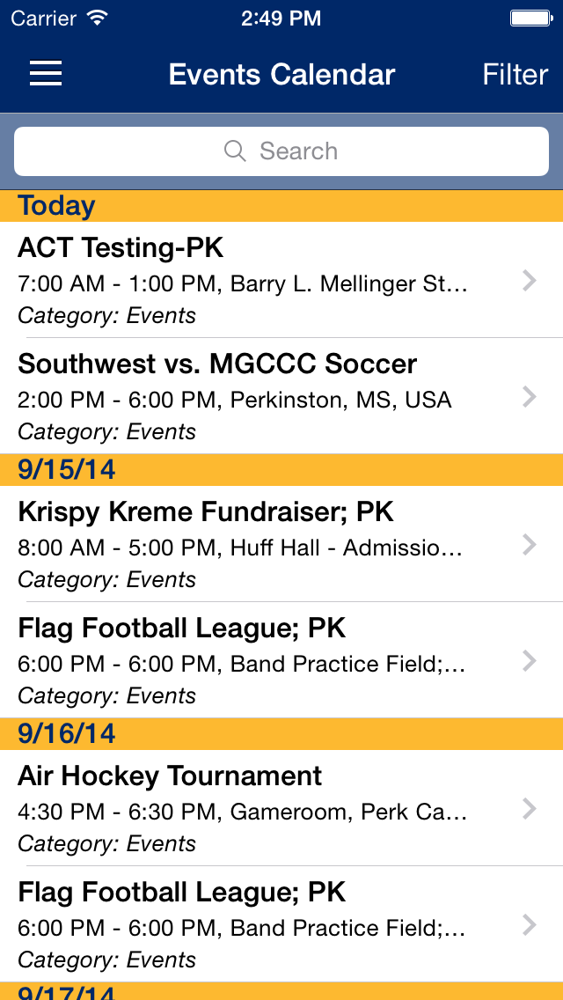 Carrier 2:49 PM
Events Calendar Filter
Search
Today
ACT Testing-PK
7:00 AM - 1:00 PM, Barry L. Mellinger St...
Category: Events
Southwest vs. MGCCC Soccer
2:00 PM - 6:00 PM, Perkinston, MS, USA
Category: Events
9/15/14
Krispy Kreme Fundraiser; PK
8:00 AM - 5:00 PM, Huff Hall - Admissio...
Category: Events
Flag Football League; PK
6:00 PM - 6:00 PM, Band Practice Field;...
Category: Events
9/16/14
Air Hockey Tournament
4:30 PM - 6:30 PM, Gameroom, Perk Ca...
Category: Events
Flag Football League; PK
6:00 PM - 6:00 PM, Band Practice Field;...
Category: Events
9/17/14